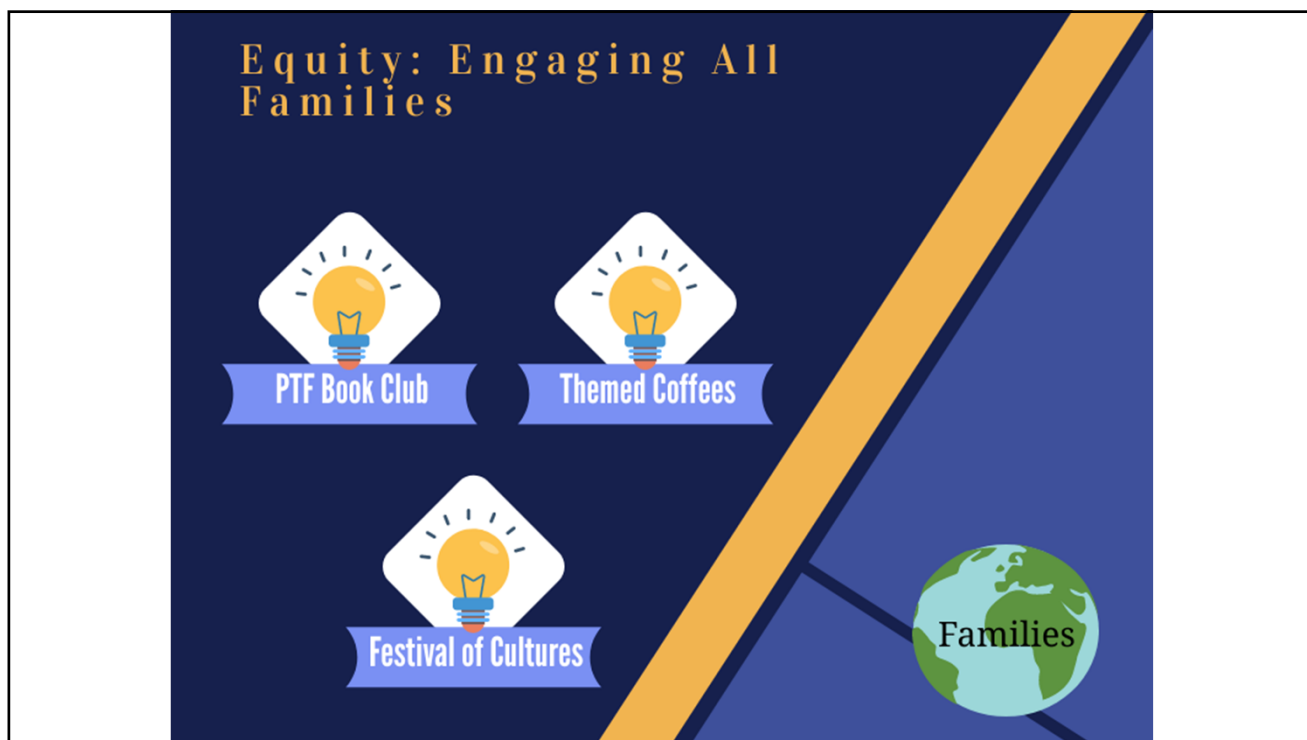 Equity: Engaging All
Families
PTF Book Club
Themed Coffees
Festival of Cultures
Families